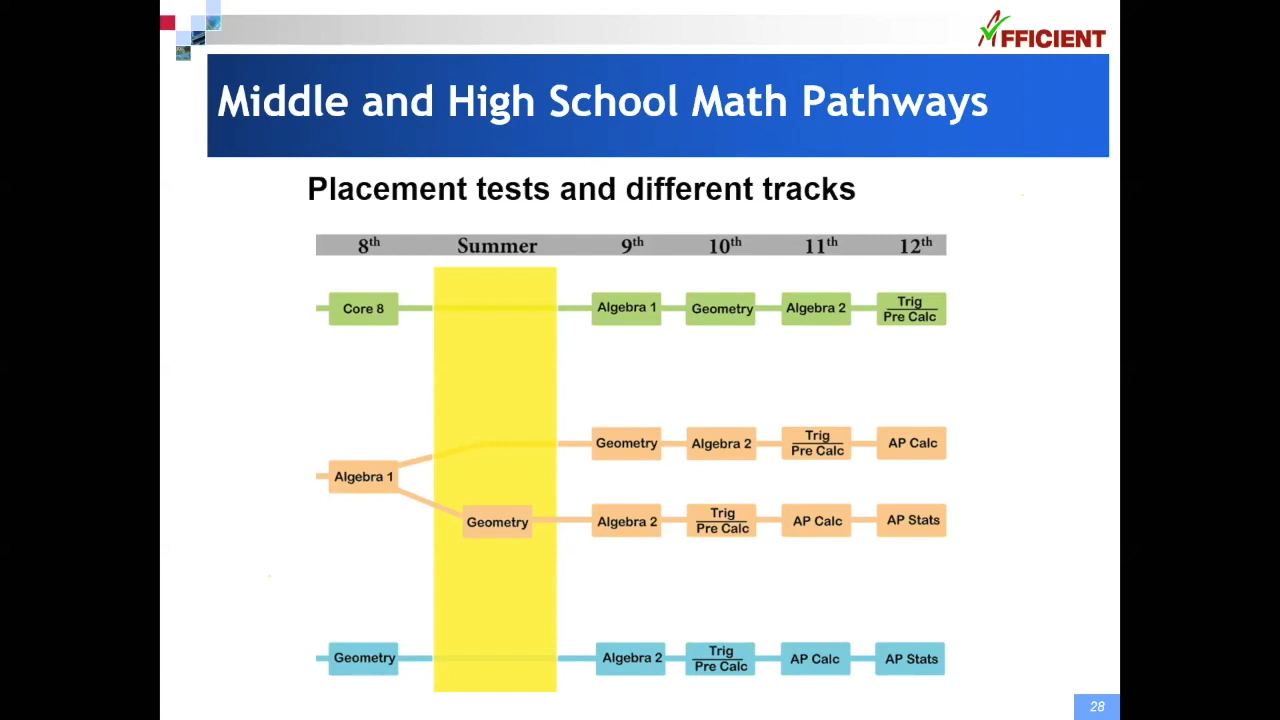 AFFICIENT
Middle and High School Math Pathways
Placement tests and different tracks
8th Summer 9th 10th 11th 12th
Core 8 Algebra 1 Geometry Algebra 2 Trig
Pre Calc
Geometry Algebra 2 Trig
Pre Calc AP Calc
Algebra 1
Geometry Algebra 2 Trig
Pre Calc AP Calc AP Stats
Geometry Algebra 2 Trig
Pre Calc AP Calc AP Stats
28